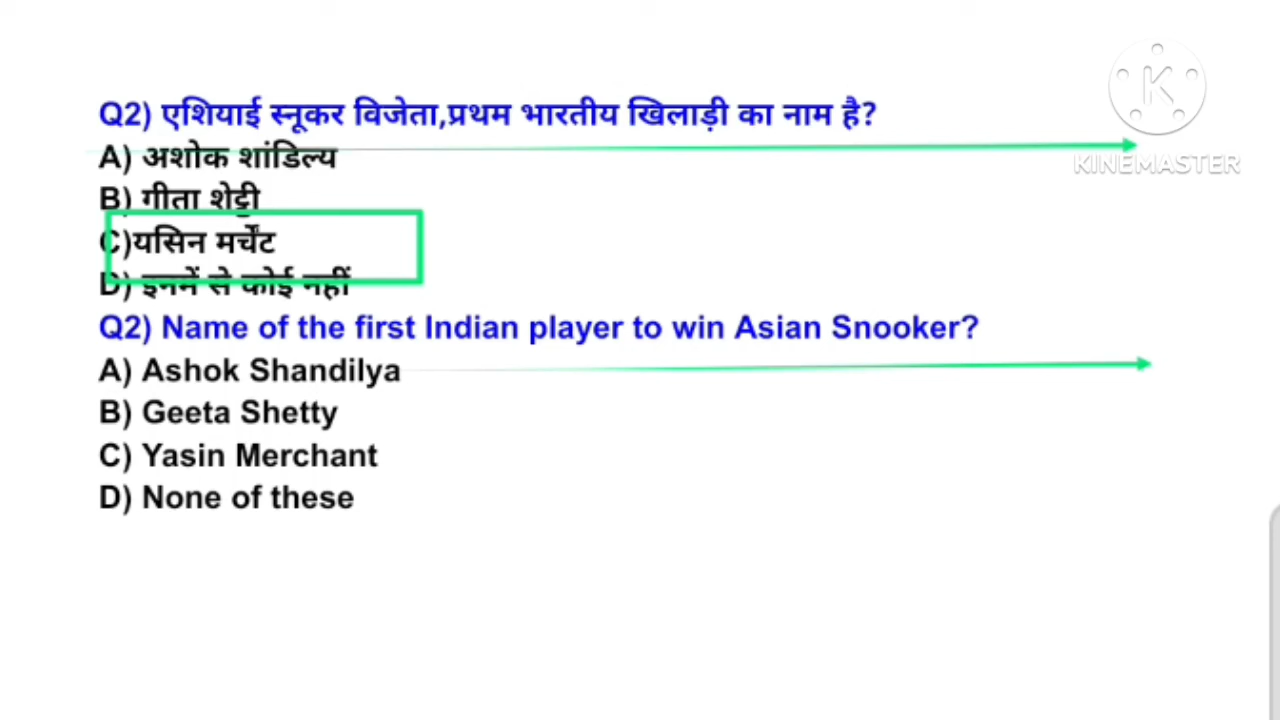 Q2) एशियाई स्नूकर विजेता,प्रथम भारतीय खिलाड़ी का नाम है?
A) अशोक शांडिल्य
B) गीता शेट्टी
C)यसिन मर्चेंट
D) इनमें से कोई नहीं
Q2) Name of the first Indian player to win Asian Snooker?
A) Ashok Shandilya
B) Geeta Shetty
C) Yasin Merchant
D) None of these
K
KINEMASTER